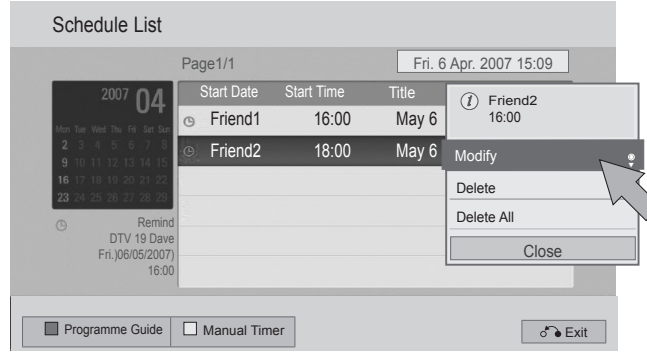 Schedule List
Page1/1
Fri. 6 Apr. 2007 15:09
2007 04
Mon Tue Wed Thu Fri Sat Sun
2 3 4 5 6 7 8
9 10 11 12 13 14 15
16 17 18 19 20 21 22
23 24 25 26 27 28 29
Remind
DTV 19 Dave
Fri.)06/05/2007)
16:00
Start Date Start Time Title
Friend1 16:00 May 6
Friend2 18:00 May 6
Friend2
16:00
Modify
Delete
Delete All
Close
Programme Guide
Manual Timer
Exit